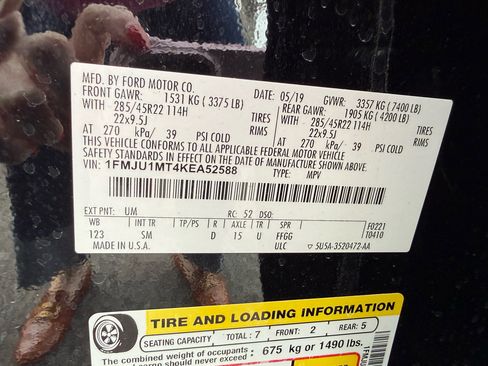 MFD. BY FORD MOTOR CO.
DATE: 05/19 GVWR: 3357 KG (7400 LB)
FRONT GAWR: 1531 KG (3375 LB) REAR GAWR: 1905 KG (4200 LB)
WITH 285/45R22 114H TIRES WITH 285/45R22 114H TIRES
22x9.5J 22x9.5J
AT 270 kPa/ 39 PSI COLD AT 270 kPa/ 39 PSI COLD
THIS VEHICLE CONFORMS TO ALL APPLICABLE FEDERAL MOTOR VEHICLE
SAFETY STANDARDS IN EFFECT ON THE DATE OF MANUFACTURE SHOWN ABOVE.
VIN: 1FMJU1MT4KEA52588 TYPE: MPV
EXT PNT: UM RC: 52 DSO:
WB TP/PS R AXLE TR SPR F0221
123 SM D 15 U FFGG T0410
MADE IN U.S.A. ULC 5U5A-3520472-AA
TIRE AND LOADING INFORMATION
SEATING CAPACITY TOTAL: 7 FRONT: 2 REAR: 5
The combined weight of occupants : 675 kg or 1490 lbs.